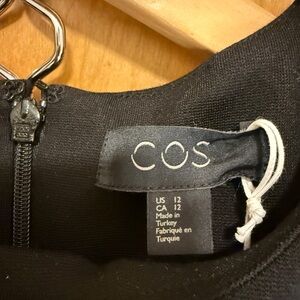 COS
US 12
CA 12
Made in
Turkey
Fabriqué en
Turquie